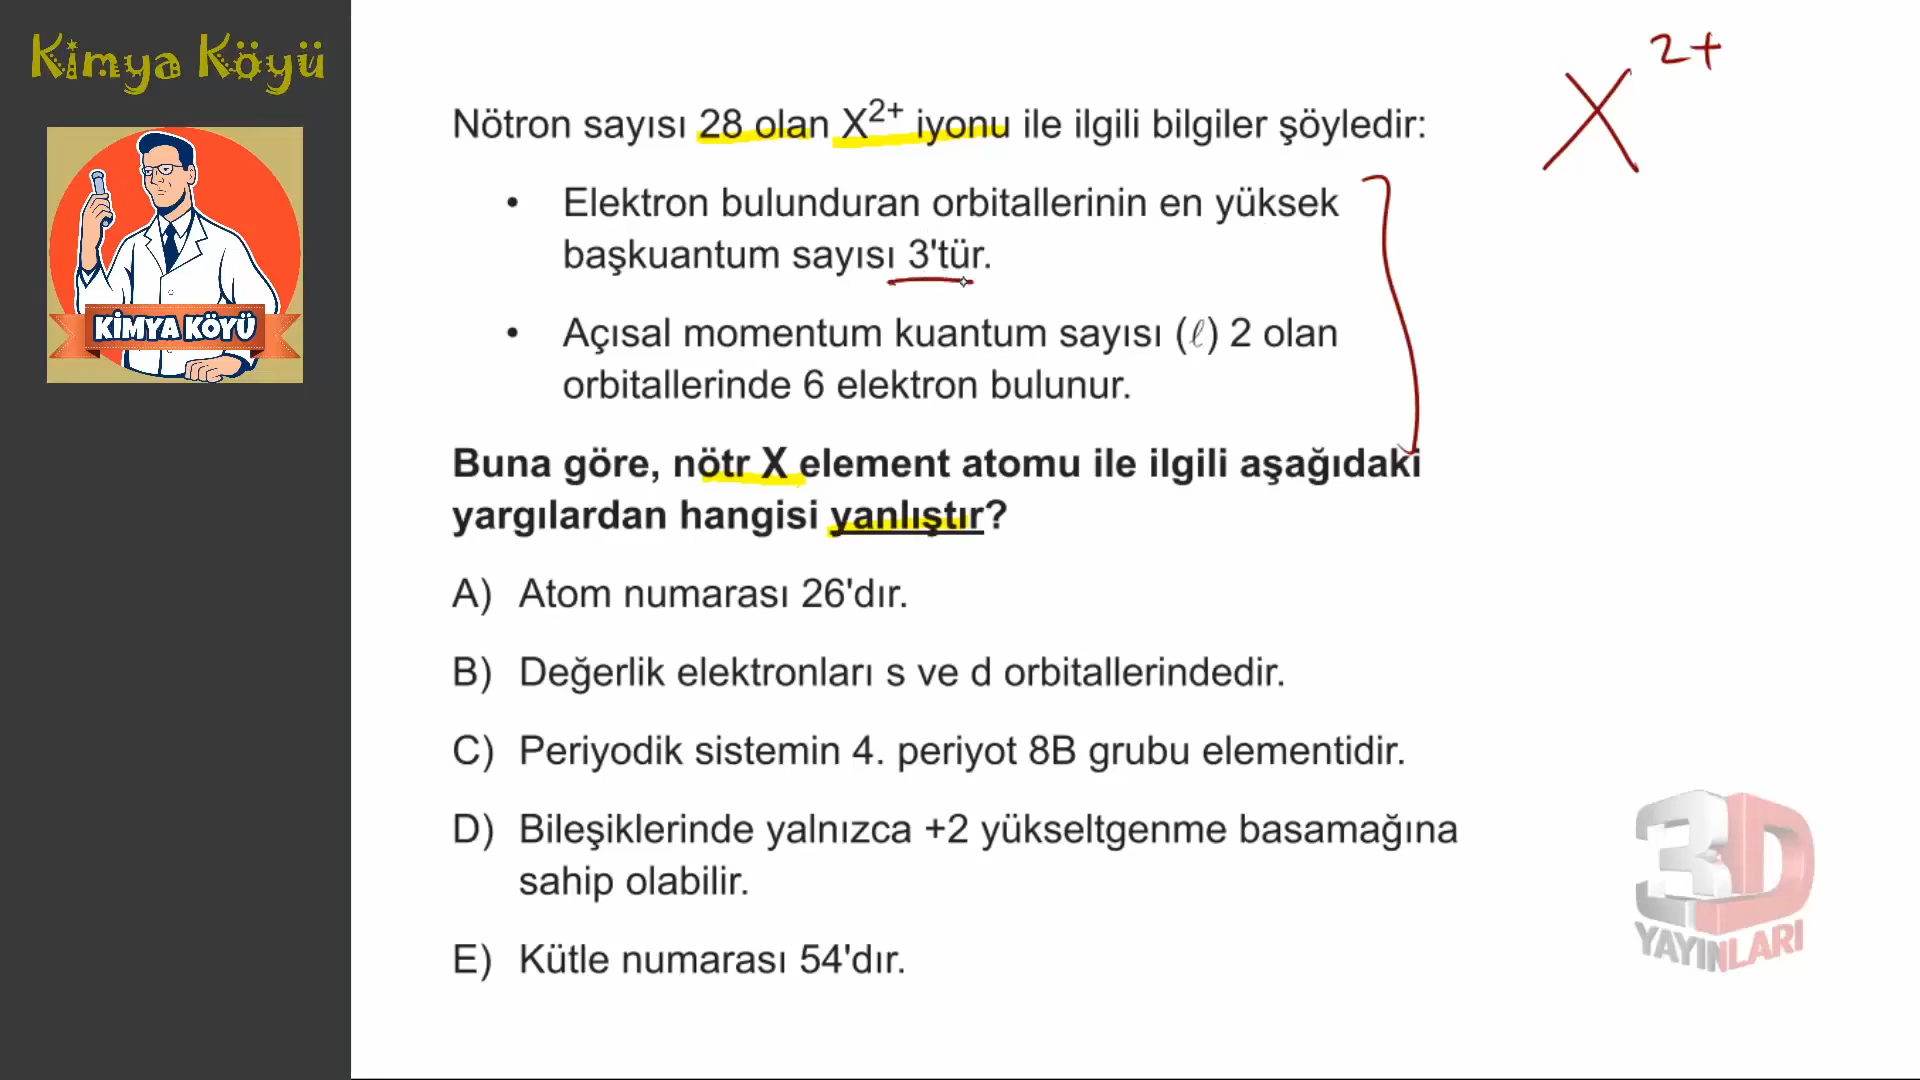 Kimya Köyü
KİMYA KÖYÜ
X 2+
Nötron sayısı 28 olan X²⁺ iyonu ile ilgili bilgiler şöyledir:
• Elektron bulunduran orbitallerinin en yüksek
başkuantum sayısı 3'tür.
• Açısal momentum kuantum sayısı (ℓ) 2 olan
orbitallerinde 6 elektron bulunur.
Buna göre, nötr X element atomu ile ilgili aşağıdaki
yargılardan hangisi yanlıştır?
A) Atom numarası 26'dır.
B) Değerlik elektronları s ve d orbitallerindedir.
C) Periyodik sistemin 4. periyot 8B grubu elementidir.
D) Bileşiklerinde yalnızca +2 yükseltgenme basamağına
sahip olabilir.
E) Kütle numarası 54'dır.
3D
YAYINLARI